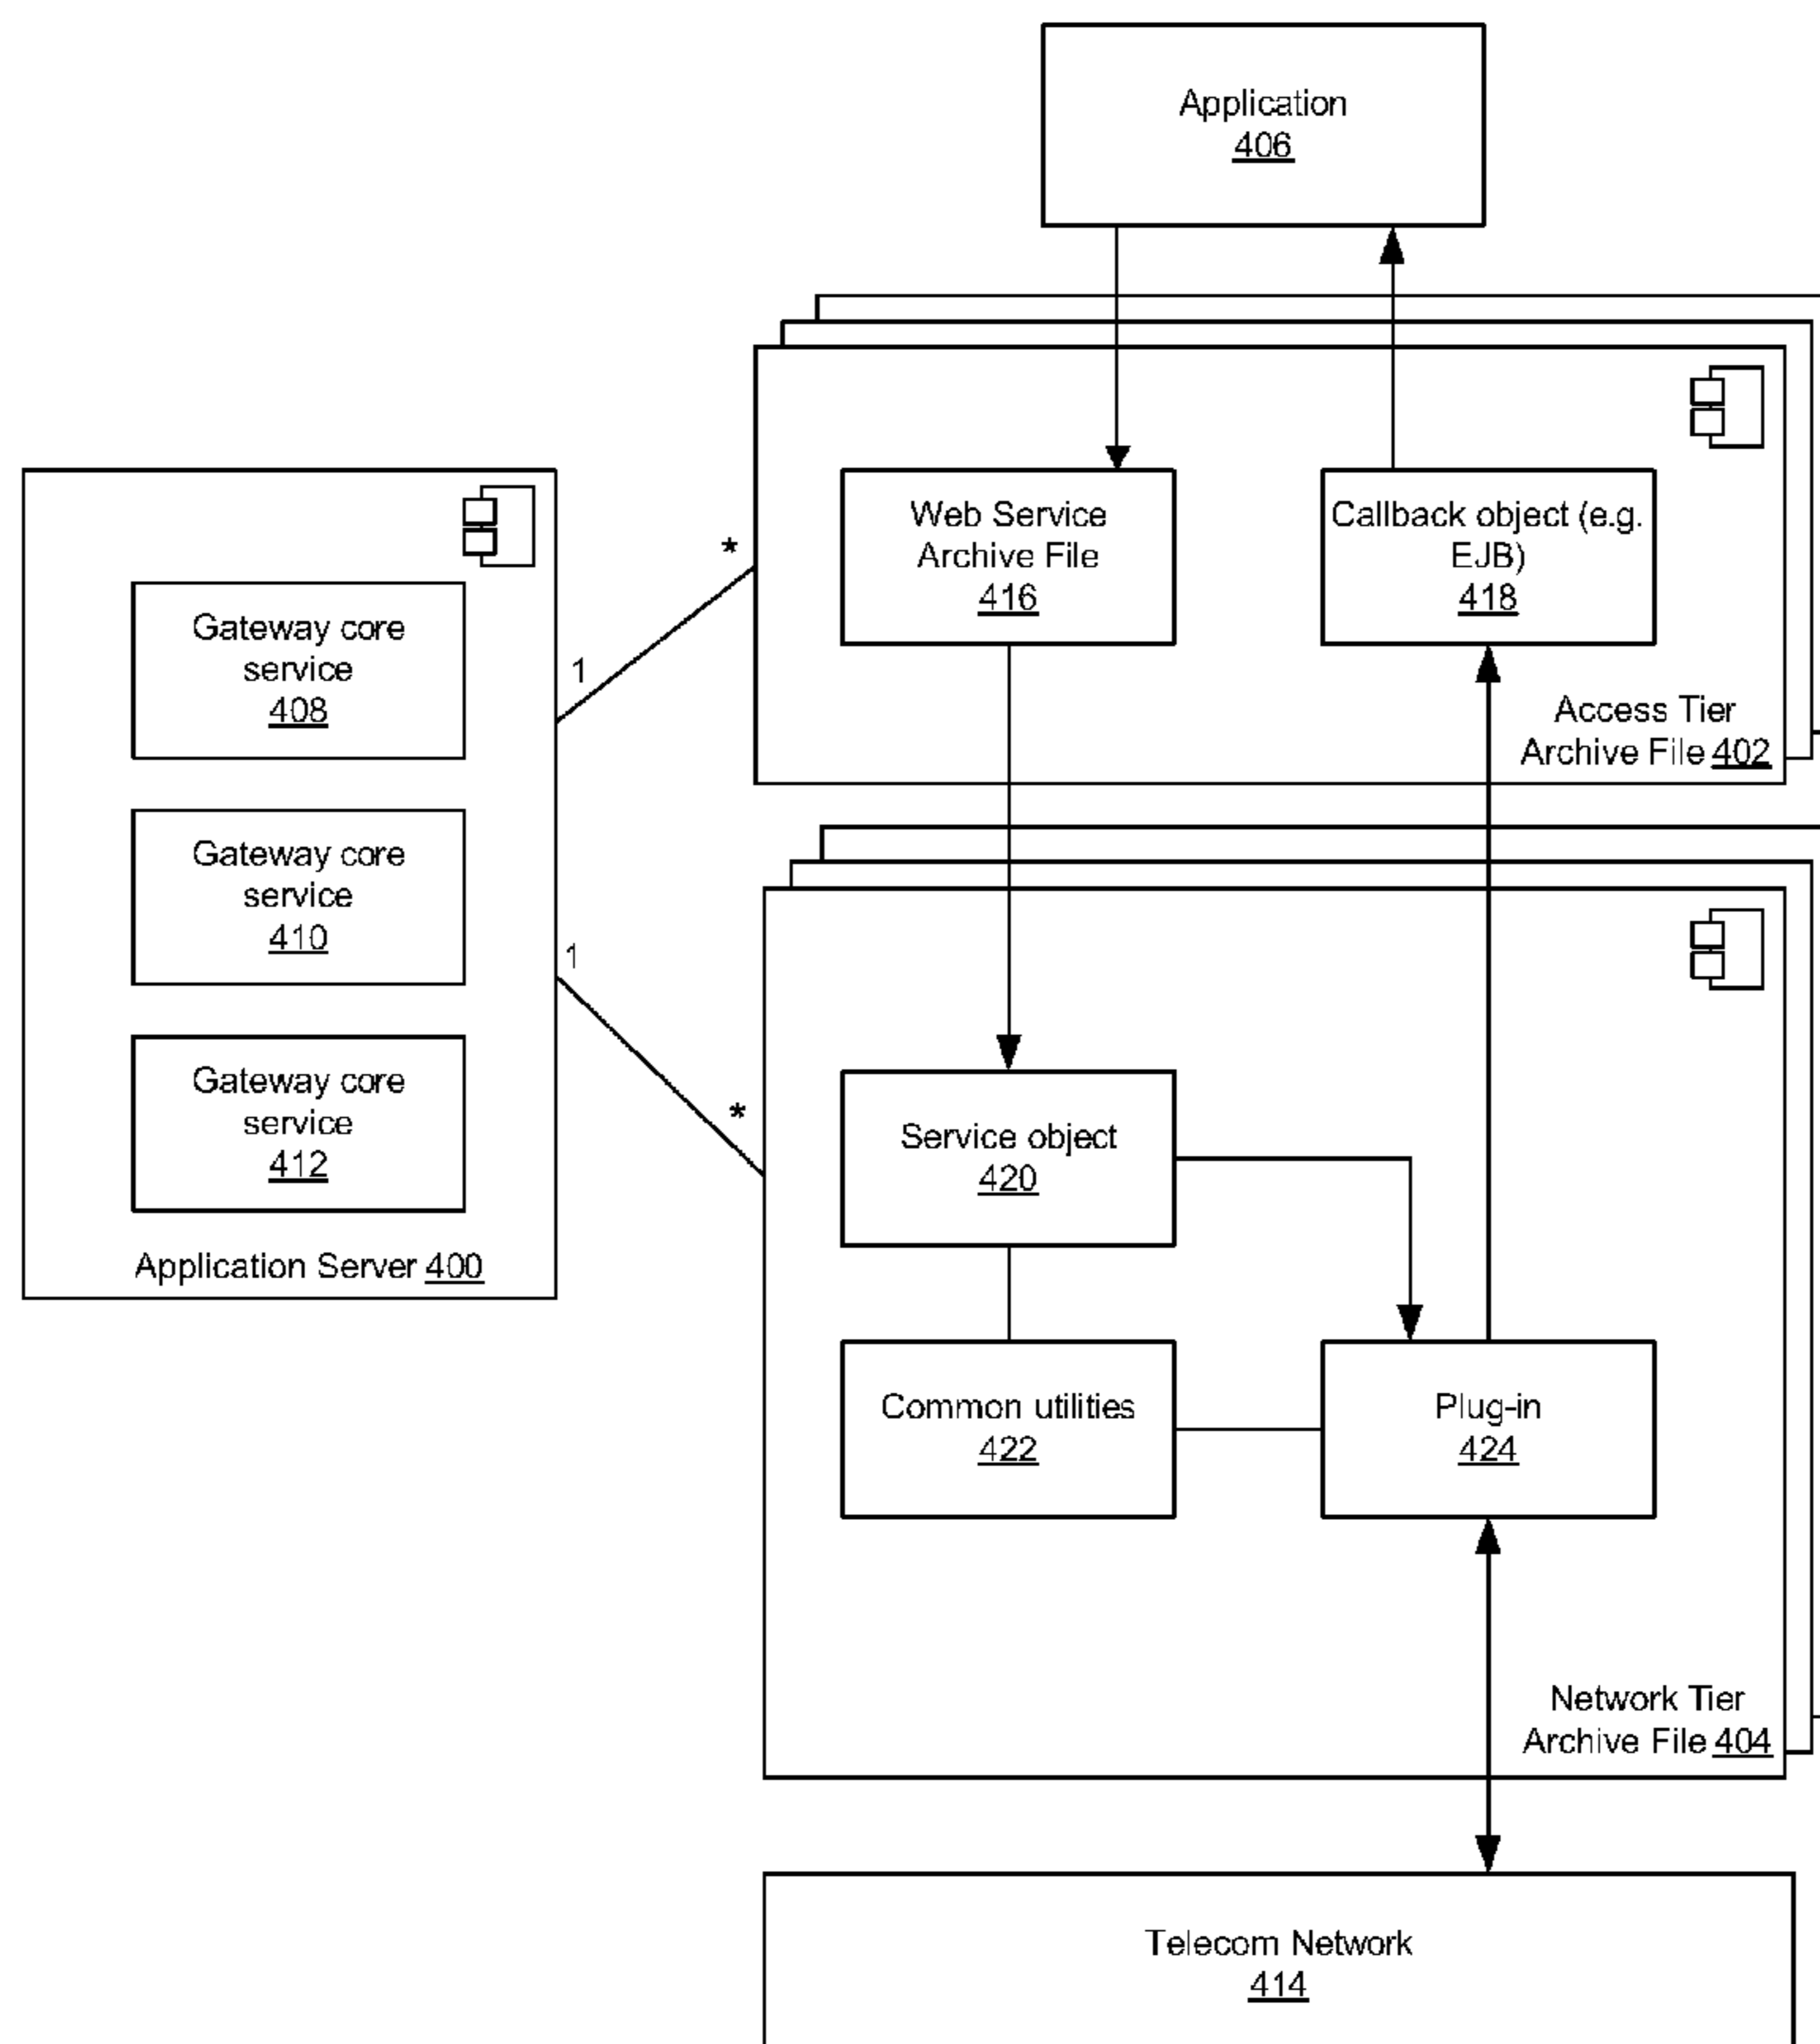 Application
406
Web Service
Archive File
416
Callback object (e.g.
EJB)
418
Access Tier
Archive File 402
*
1
Gateway core
service
408
Gateway core
service
410
Gateway core
service
412
Application Server 400
1
*
Service object
420
Common utilities
422
Plug-in
424
Network Tier
Archive File 404
Telecom Network
414